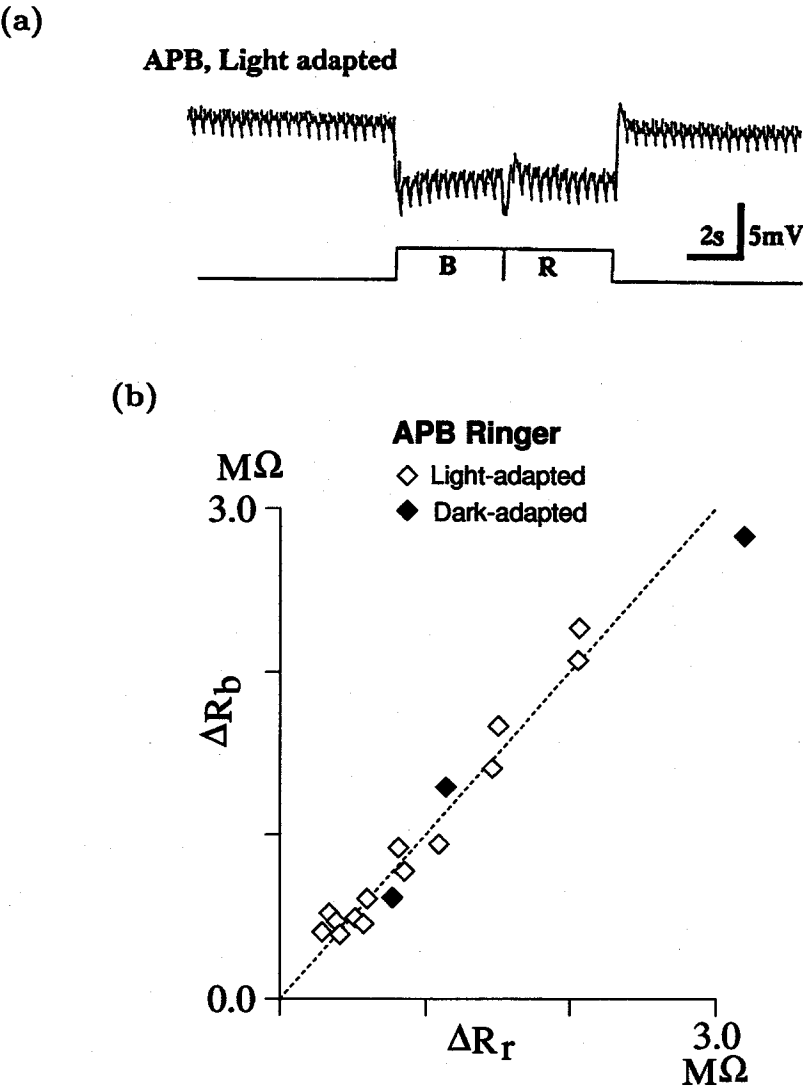 (a)
APB, Light adapted
2s 5mV
B R
(b)
APB Ringer
MΩ
Light-adapted
3.0
Dark-adapted
ΔRb
0.0
ΔRr
3.0
MΩ